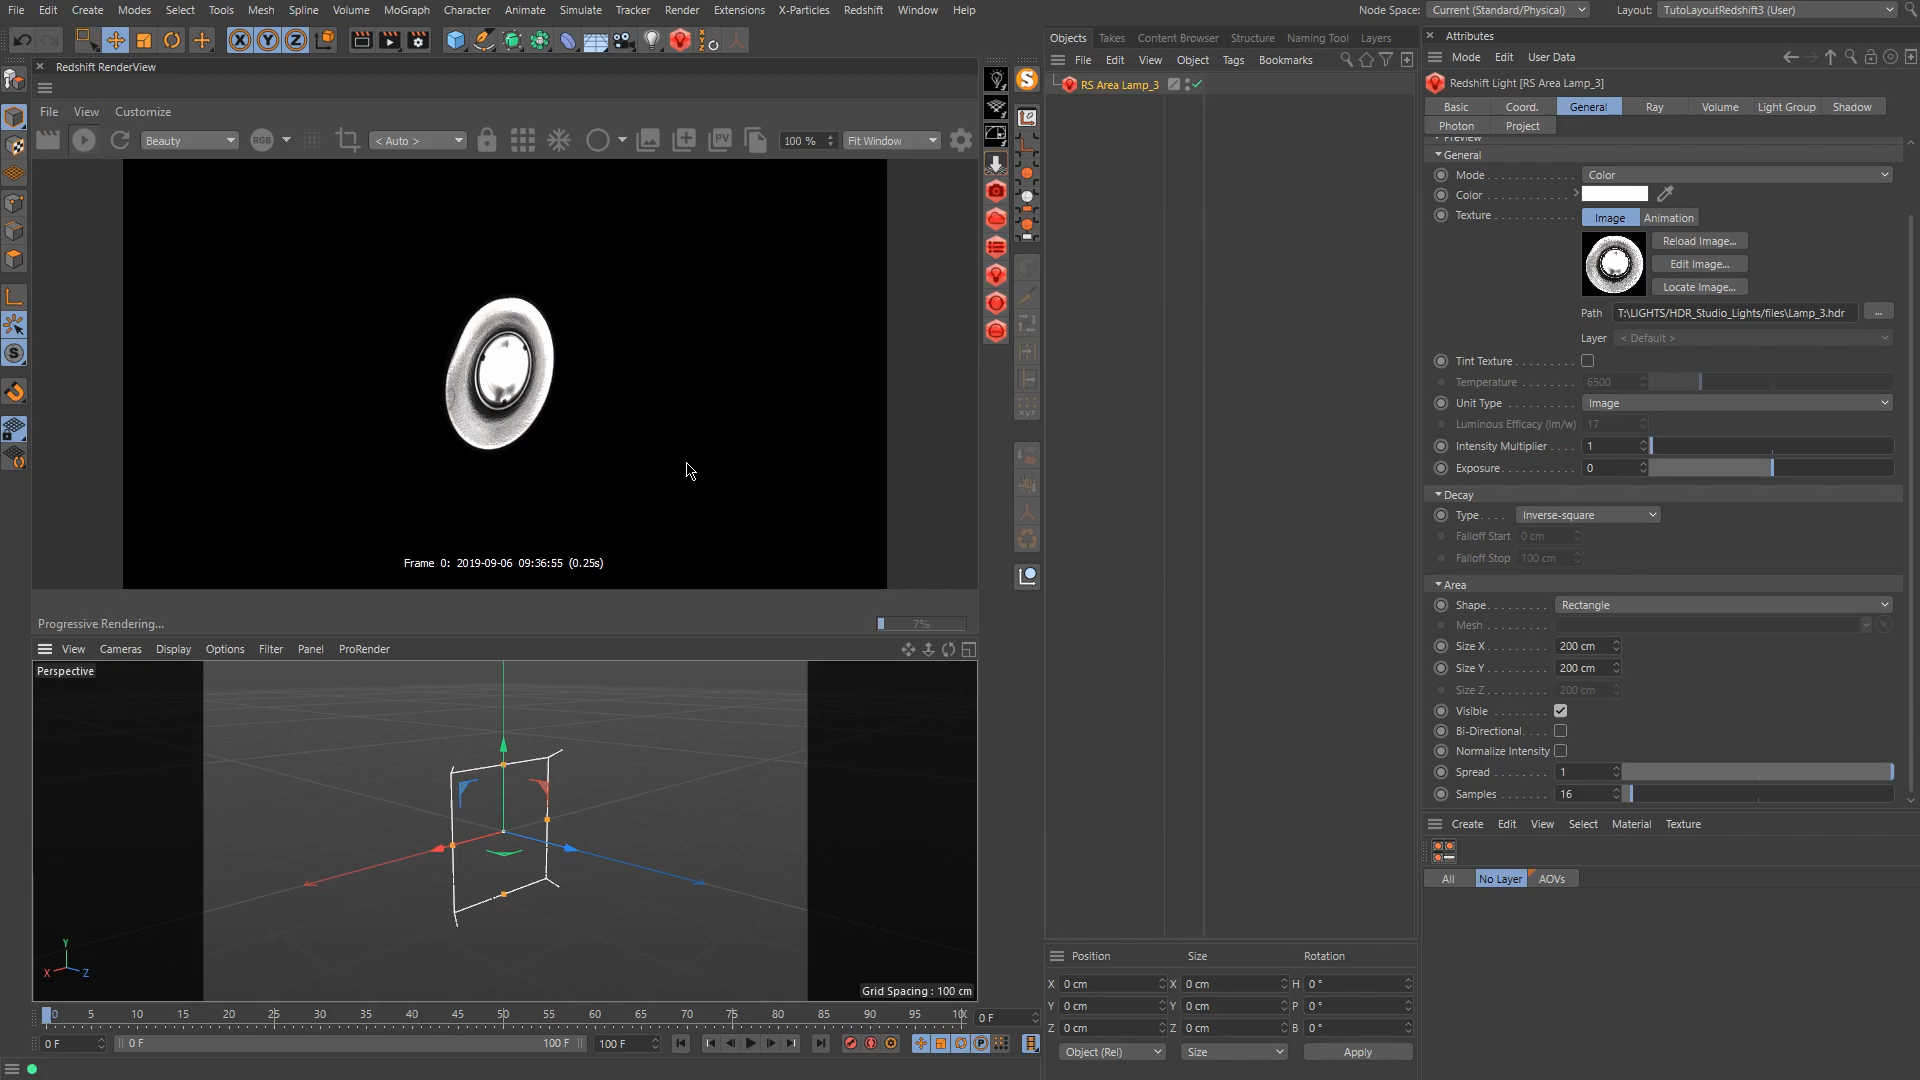 File Edit Create Modes Select Tools Mesh Spline Volume MoGraph Character Animate Simulate Tracker Render Extensions X-Particles Redshift Window Help
Node Space: Current (Standard/Physical) Layout: TutoLayoutRedshift3 (User)
Redshift RenderView
File View Customize
Beauty RGB < Auto > PV 100 % Fit Window
Frame 0: 2019-09-06 09:36:55 (0.25s)
Progressive Rendering... 7%
View Cameras Display Options Filter Panel ProRender
Perspective
Y
X Z
Grid Spacing : 100 cm
0 5 10 15 20 25 30 35 40 45 50 55 60 65 70 75 80 85 90 95 0 F
0 F 0 F 100 F 100 F
Objects Takes Content Browser Structure Naming Tool Layers
File Edit View Object Tags Bookmarks
RS Area Lamp_3
Position Size Rotation
X 0 cm X 0 cm H 0 °
Y 0 cm Y 0 cm P 0 °
Z 0 cm Z 0 cm B 0 °
Object (Rel) Size Apply
Attributes
Mode Edit User Data
Redshift Light [RS Area Lamp_3]
Basic Coord. General Ray Volume Light Group Shadow
Photon Project
Preview
General
Mode Color
Color
Texture Image Animation
Reload Image...
Edit Image...
Locate Image...
Path T:\LIGHTS/HDR_Studio_Lights/files\Lamp_3.hdr ...
Layer < Default >
Tint Texture
Temperature 6500
Unit Type Image
Luminous Efficacy (lm/w) 17
Intensity Multiplier 1
Exposure 0
Decay
Type Inverse-square
Falloff Start 0 cm
Falloff Stop 100 cm
Area
Shape Rectangle
Mesh
Size X 200 cm
Size Y 200 cm
Size Z 200 cm
Visible
Bi-Directional
Normalize Intensity
Spread 1
Samples 16
Create Edit View Select Material Texture
All No Layer AOVs